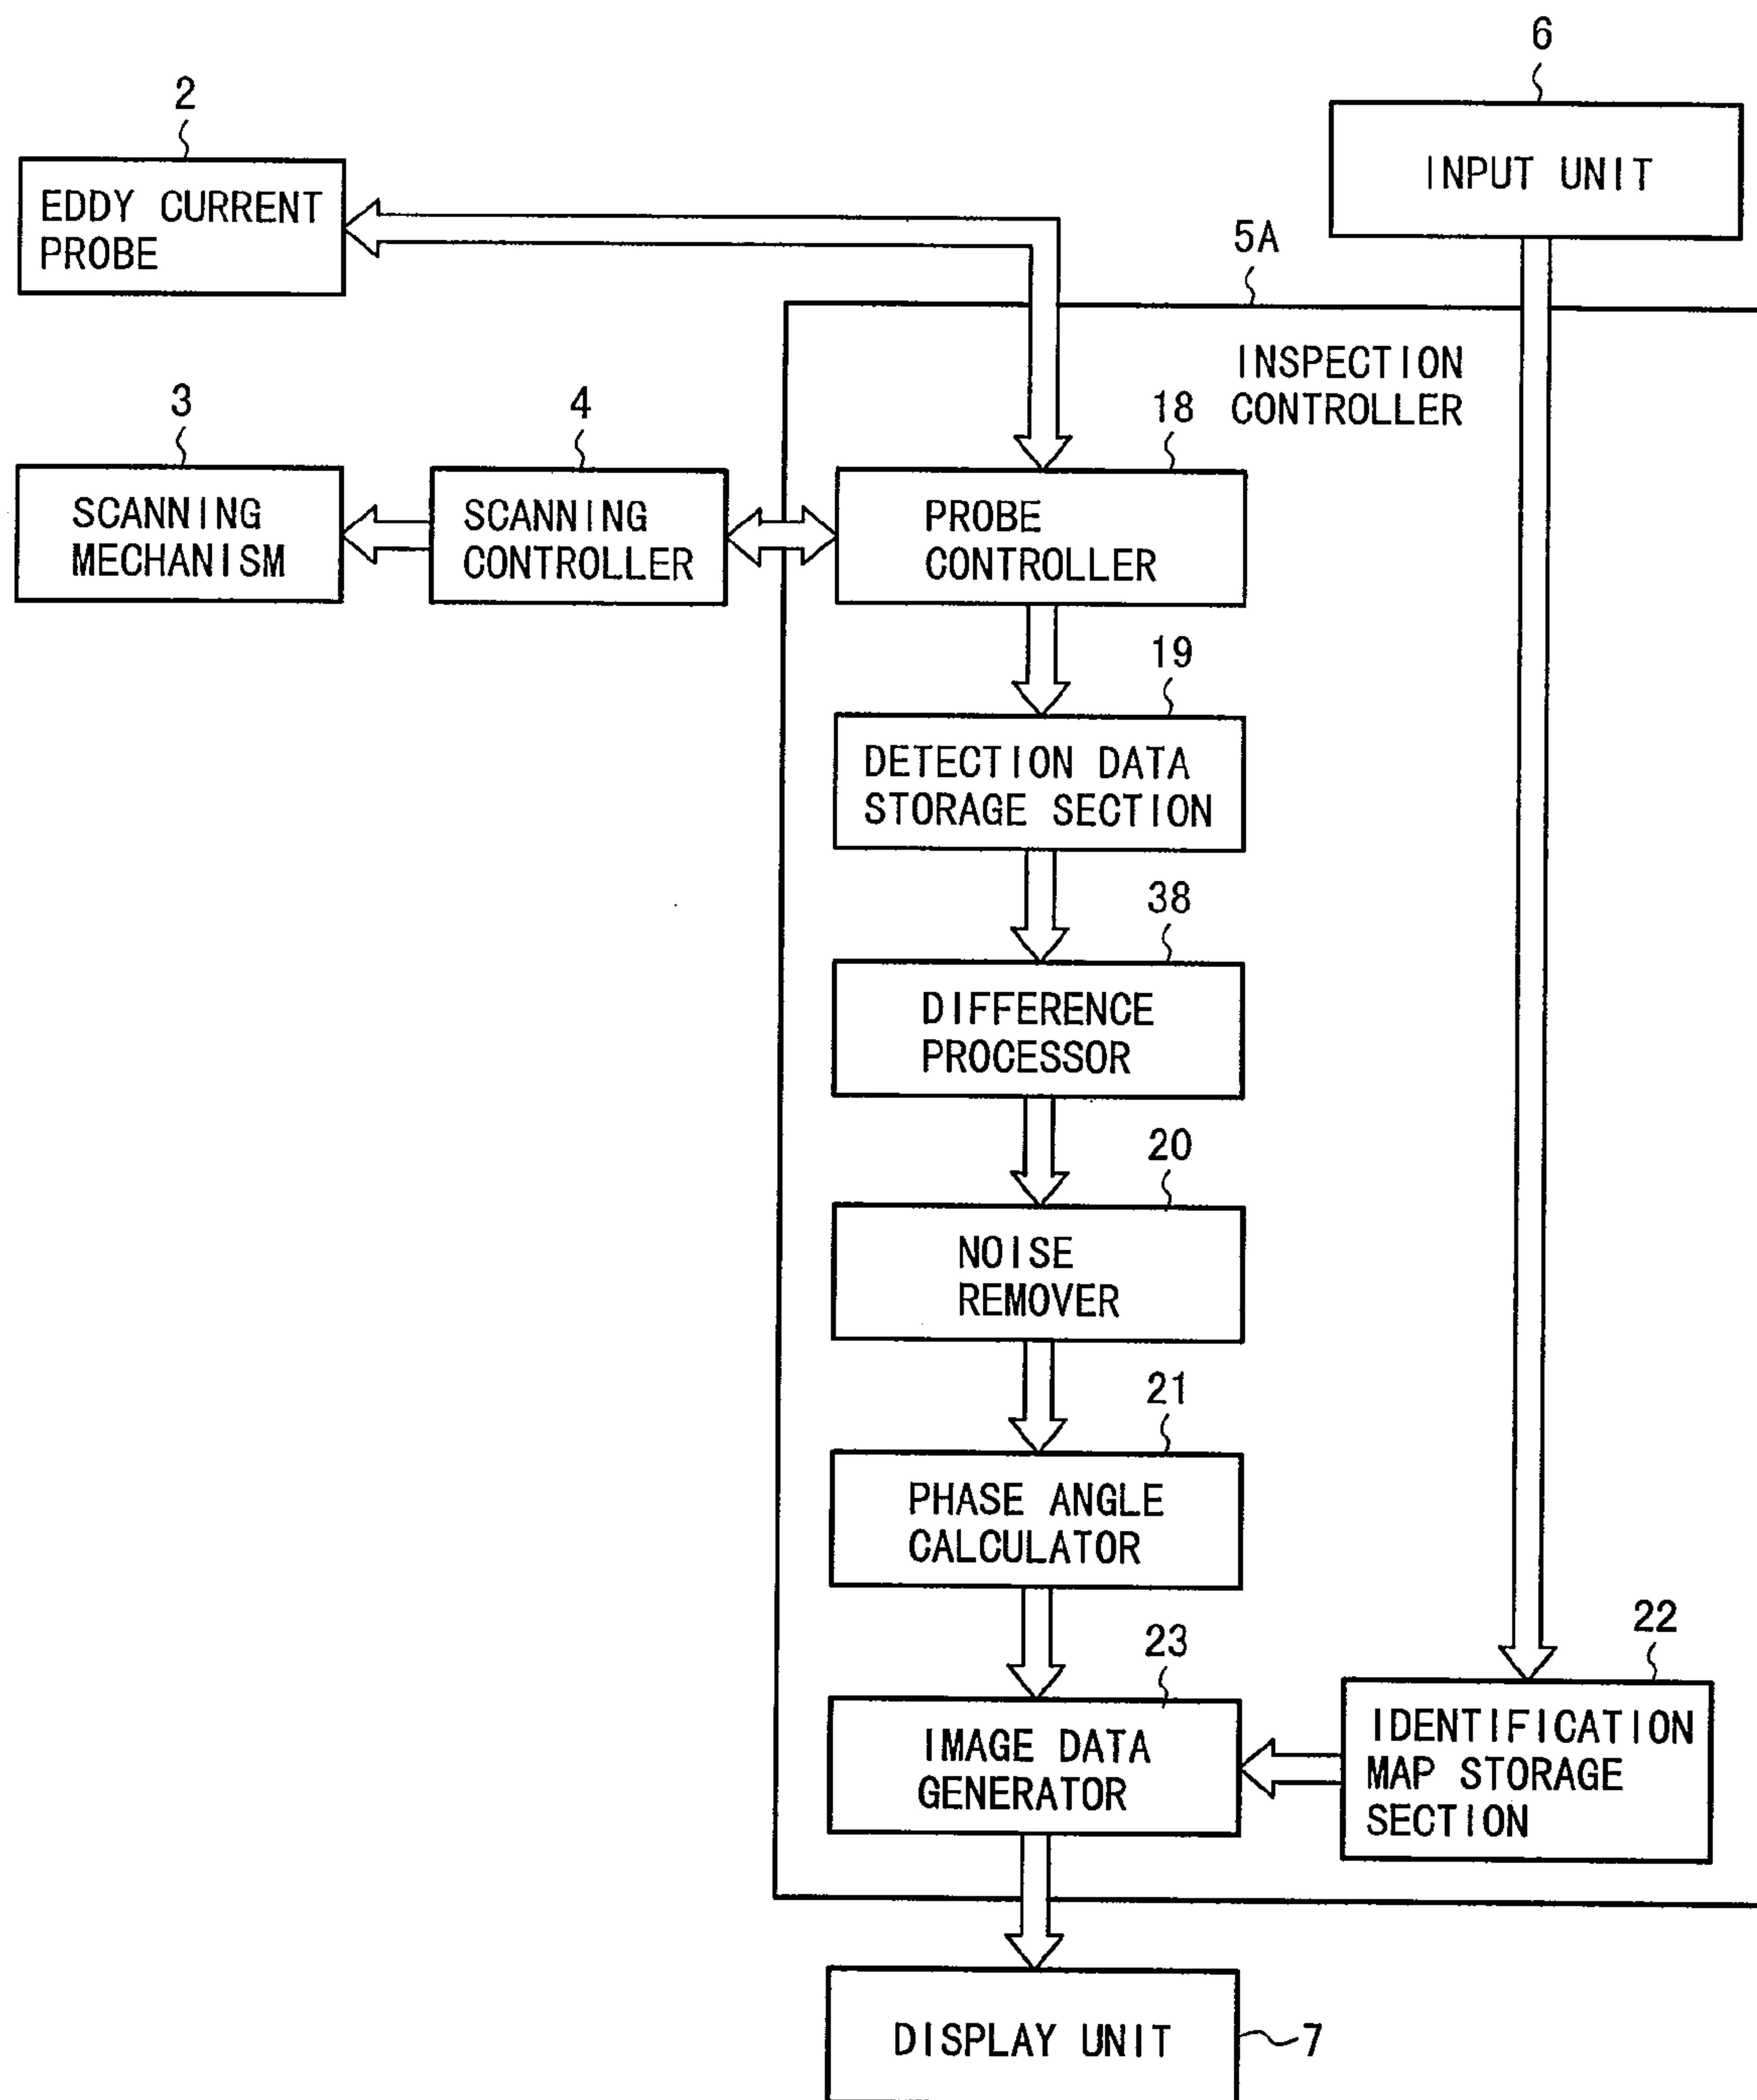 6
2
INPUT UNIT
EDDY CURRENT
PROBE
5A
INSPECTION
CONTROLLER
3
4
18
SCANNING
MECHANISM
SCANNING
CONTROLLER
PROBE
CONTROLLER
19
DETECTION DATA
STORAGE SECTION
38
DIFFERENCE
PROCESSOR
20
NOISE
REMOVER
21
PHASE ANGLE
CALCULATOR
23
22
IMAGE DATA
GENERATOR
IDENTIFICATION
MAP STORAGE
SECTION
DISPLAY UNIT
7